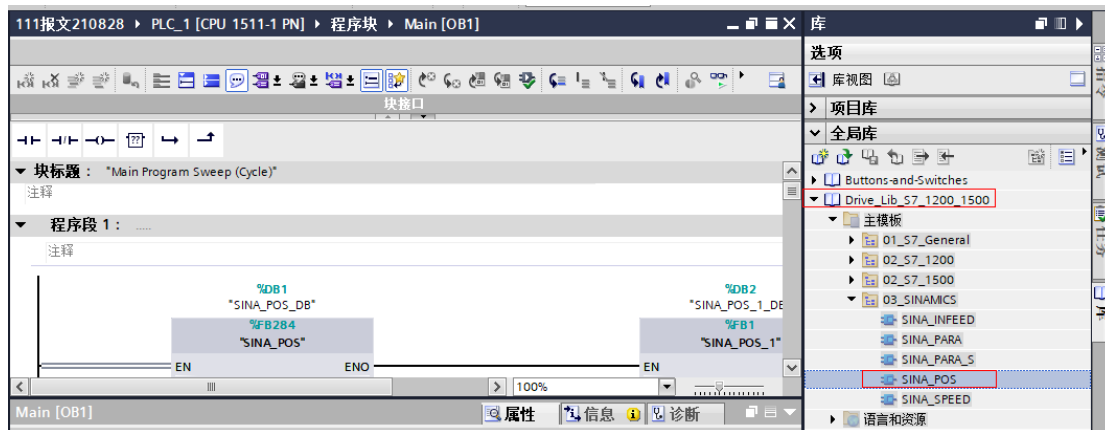 111报文210828 ▸ PLC_1 [CPU 1511-1 PN] ▸ 程序块 ▸ Main [OB1]
块接口
块标题： "Main Program Sweep (Cycle)"
注释
程序段 1： .....
注释
%DB1
"SINA_POS_DB"
%FB284
"SINA_POS"
EN ENO
%DB2
"SINA_POS_1_DB
%FB1
"SINA_POS_1"
EN
100%
Main [OB1]
属性 信息 诊断
库
选项
库视图
项目库
全局库
Buttons-and-Switches
Drive_Lib_S7_1200_1500
主模板
01_S7_General
02_S7_1200
02_S7_1500
03_SINAMICS
SINA_INFEED
SINA_PARA
SINA_PARA_S
SINA_POS
SINA_SPEED
语言和资源